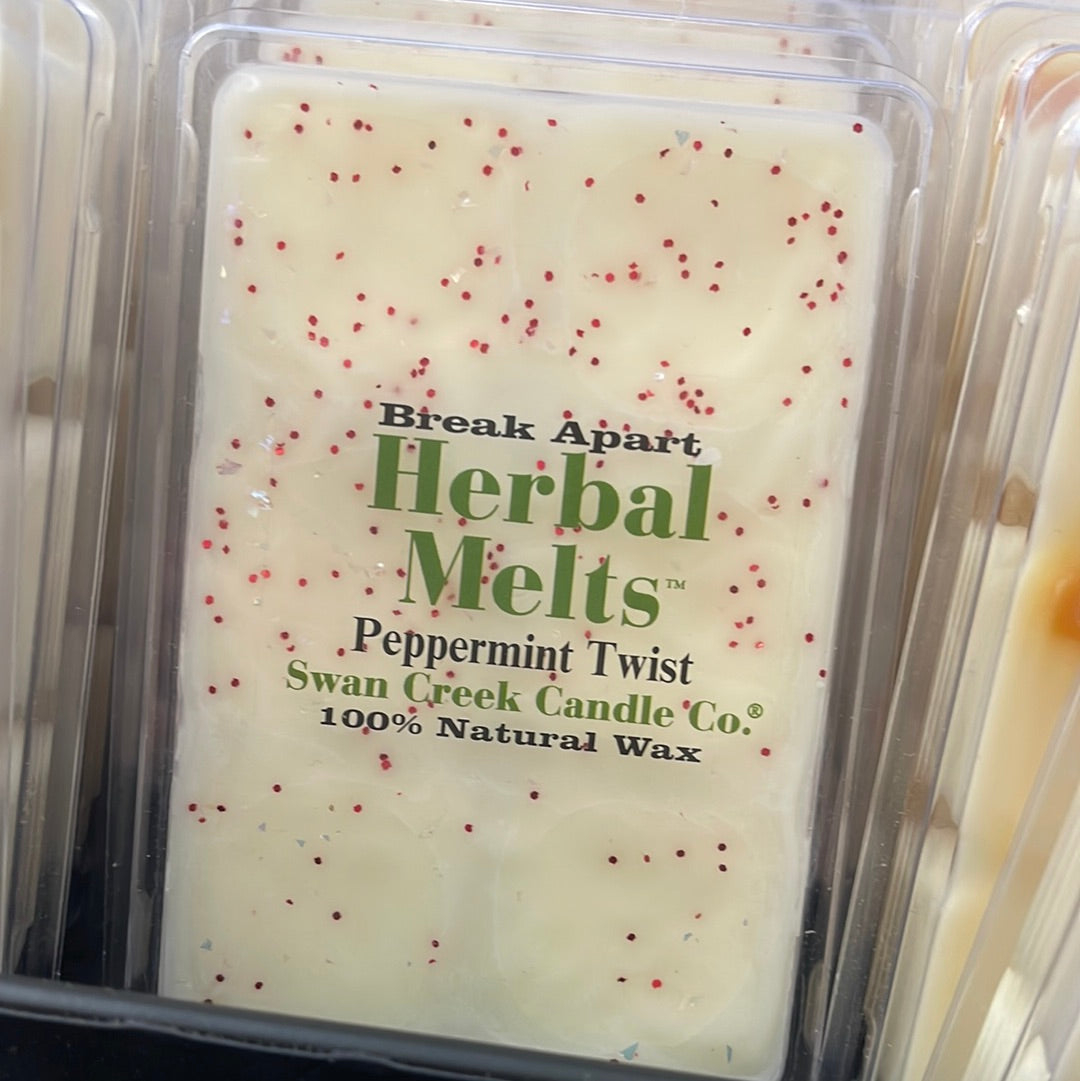 Break Apart
Herbal
Melts™
Peppermint Twist
Swan Creek Candle Co.®
100% Natural Wax